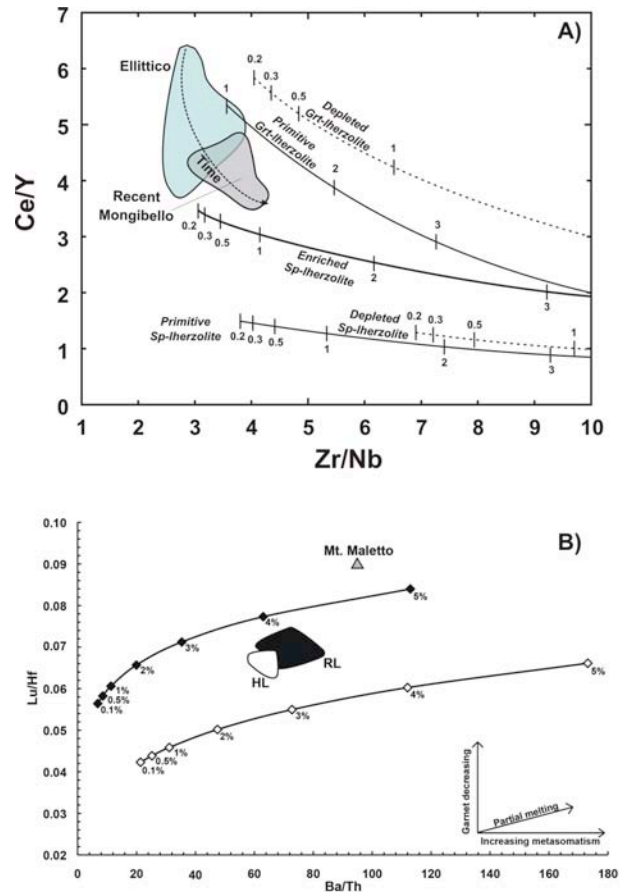 A)
7
6
5
4
3
2
1
0
Ce/Y
Ellittico
Time
Recent
Mongibello
0.2
0.3
0.5
1
Depleted
Grt-lherzolite
1
2
3
Primitive
Grt-lherzolite
0.2
0.3
0.5
1
2
3
Enriched
Sp-lherzolite
Primitive
Sp-lherzolite
0.2
0.3
0.5
1
2
3
Depleted
Sp-lherzolite
0.2
0.3
0.5
1
1 2 3 4 5 6 7 8 9 10
Zr/Nb
B)
0.10
0.09
0.08
0.07
0.06
0.05
0.04
0.03
0.02
Lu/Hf
Mt. Maletto
0.1%
0.5%
1%
2%
3%
4%
5%
HL
RL
0.1%
0.5%
1%
2%
3%
4%
5%
Garnet decreasing
Partial melting
Increasing metasomatism
0 20 40 60 80 100 120 140 160 180
Ba/Th